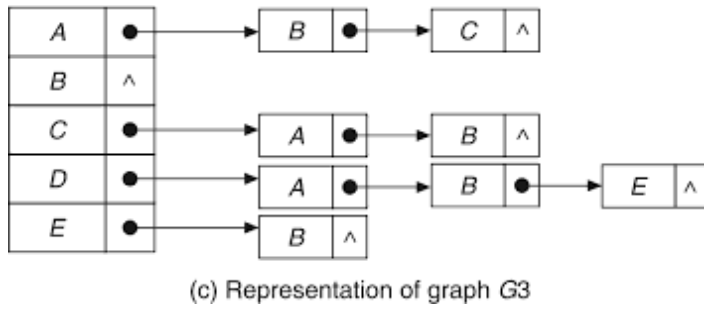 A B C ^
B ^
C A B ^
D A B E ^
E B ^
(c) Representation of graph G3